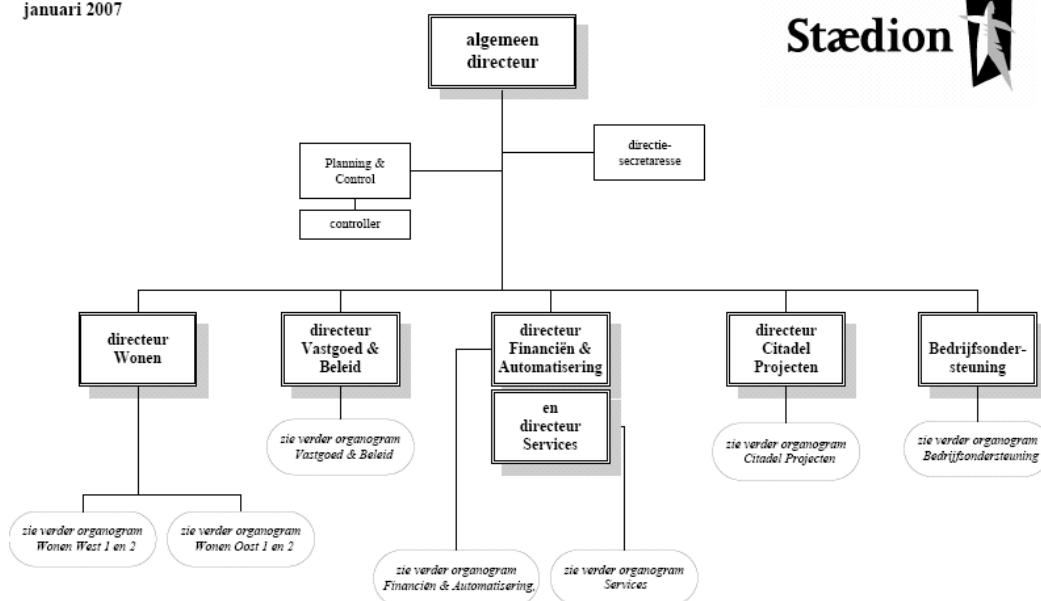 januari 2007
Stædion
algemeen
directeur
directie-
secretaresse
Planning &
Control
controller
directeur
Wonen
directeur
Vastgoed &
Beleid
directeur
Financiën &
Automatisering
en
directeur
Services
directeur
Citadel
Projecten
Bedrijfsonder-
steuning
zie verder organogram
Vastgoed & Beleid
zie verder organogram
Citadel Projecten
zie verder organogram
Bedrijfsondersteuning
zie verder organogram
Wonen West 1 en 2
zie verder organogram
Wonen Oost 1 en 2
zie verder organogram
Financiën & Automatisering,
zie verder organogram
Services